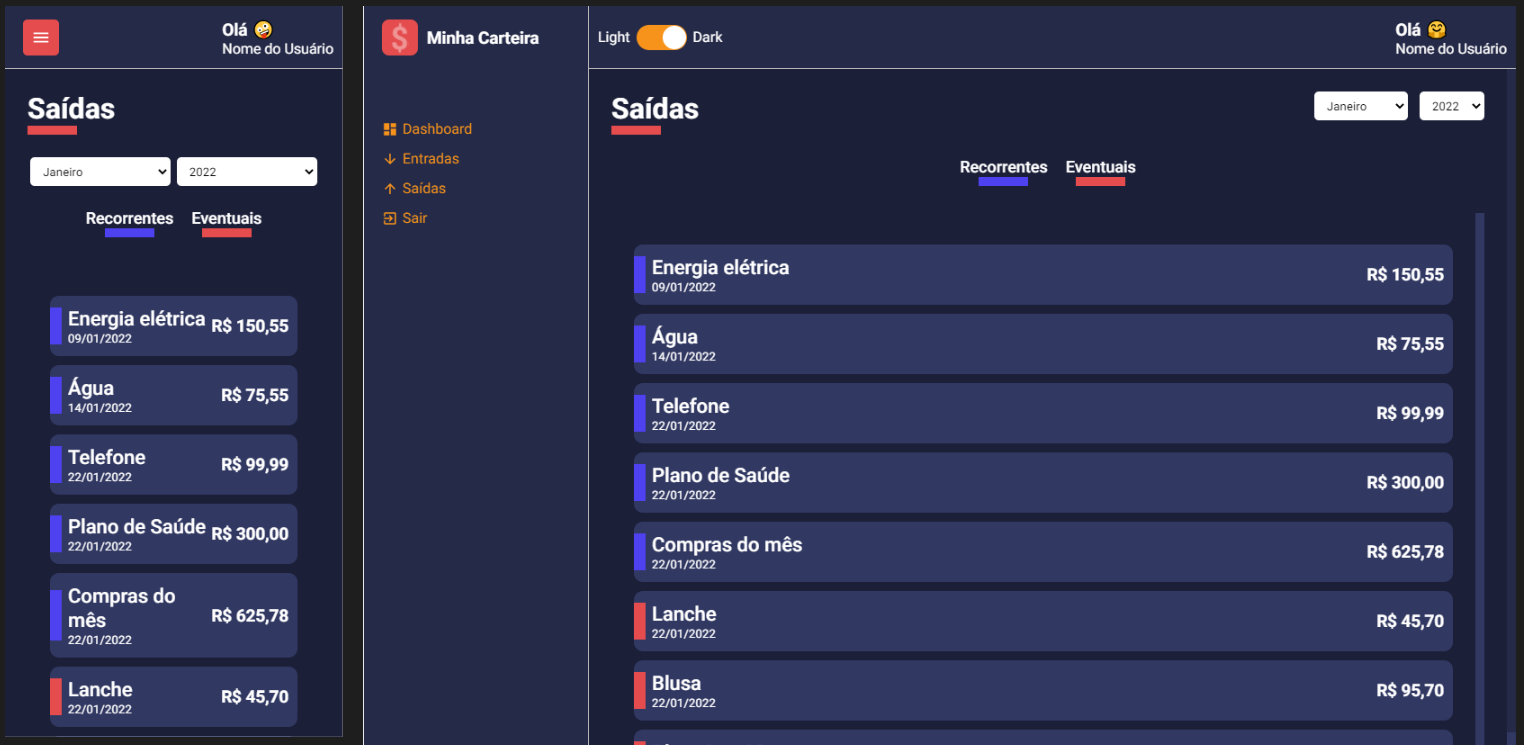 Olá 🤪
Nome do Usuário
Saídas
Janeiro
2022
Recorrentes
Eventuais
Energia elétrica
09/01/2022
R$ 150,55
Água
14/01/2022
R$ 75,55
Telefone
22/01/2022
R$ 99,99
Plano de Saúde
22/01/2022
R$ 300,00
Compras do
mês
22/01/2022
R$ 625,78
Lanche
22/01/2022
R$ 45,70
$
Minha Carteira
Dashboard
Entradas
Saídas
Sair
Light
Dark
Olá 🤗
Nome do Usuário
Saídas
Janeiro
2022
Recorrentes
Eventuais
Energia elétrica
09/01/2022
R$ 150,55
Água
14/01/2022
R$ 75,55
Telefone
22/01/2022
R$ 99,99
Plano de Saúde
22/01/2022
R$ 300,00
Compras do mês
22/01/2022
R$ 625,78
Lanche
22/01/2022
R$ 45,70
Blusa
22/01/2022
R$ 95,70